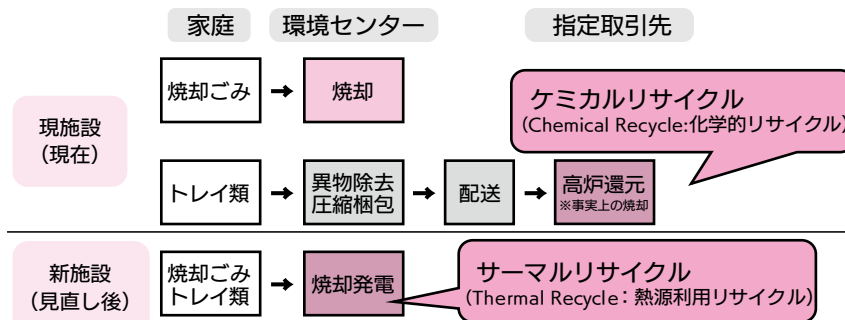 家庭
環境センター
指定取引先
現施設
（現在）
焼却ごみ
焼却
ケミカルリサイクル
(Chemical Recycle:化学的リサイクル)
トレイ類
異物除去
圧縮梱包
配送
高炉還元
※事実上の焼却
新施設
（見直し後）
焼却ごみ
トレイ類
焼却発電
サーマルリサイクル
(Thermal Recycle：熱源利用リサイクル)